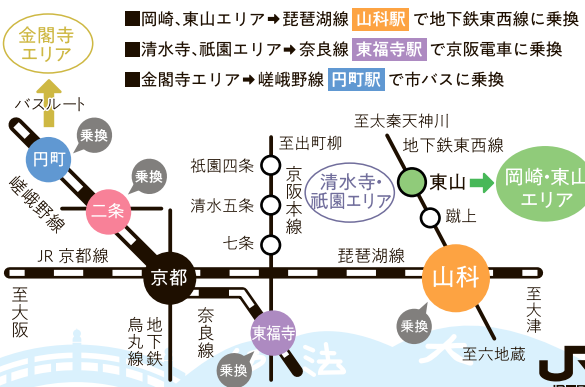 ■岡崎、東山エリア➡琵琶湖線 山科駅 で地下鉄東西線に乗換
■清水寺、祇園エリア➡奈良線 東福寺駅 で京阪電車に乗換
■金閣寺エリア➡嵯峨野線 円町駅 で市バスに乗換
金閣寺
エリア
バスルート
乗換
円町
嵯峨野線
乗換
二条
JR 京都線
京都
至大阪
烏丸線
地下鉄
奈良線
東福寺
乗換
至出町柳
祇園四条
清水五条
七条
京阪本線
清水寺・
祇園エリア
至太秦天神川
地下鉄東西線
東山
岡崎・東山
エリア
蹴上
琵琶湖線
山科
乗換
至大津
至六地蔵
法
大
JR